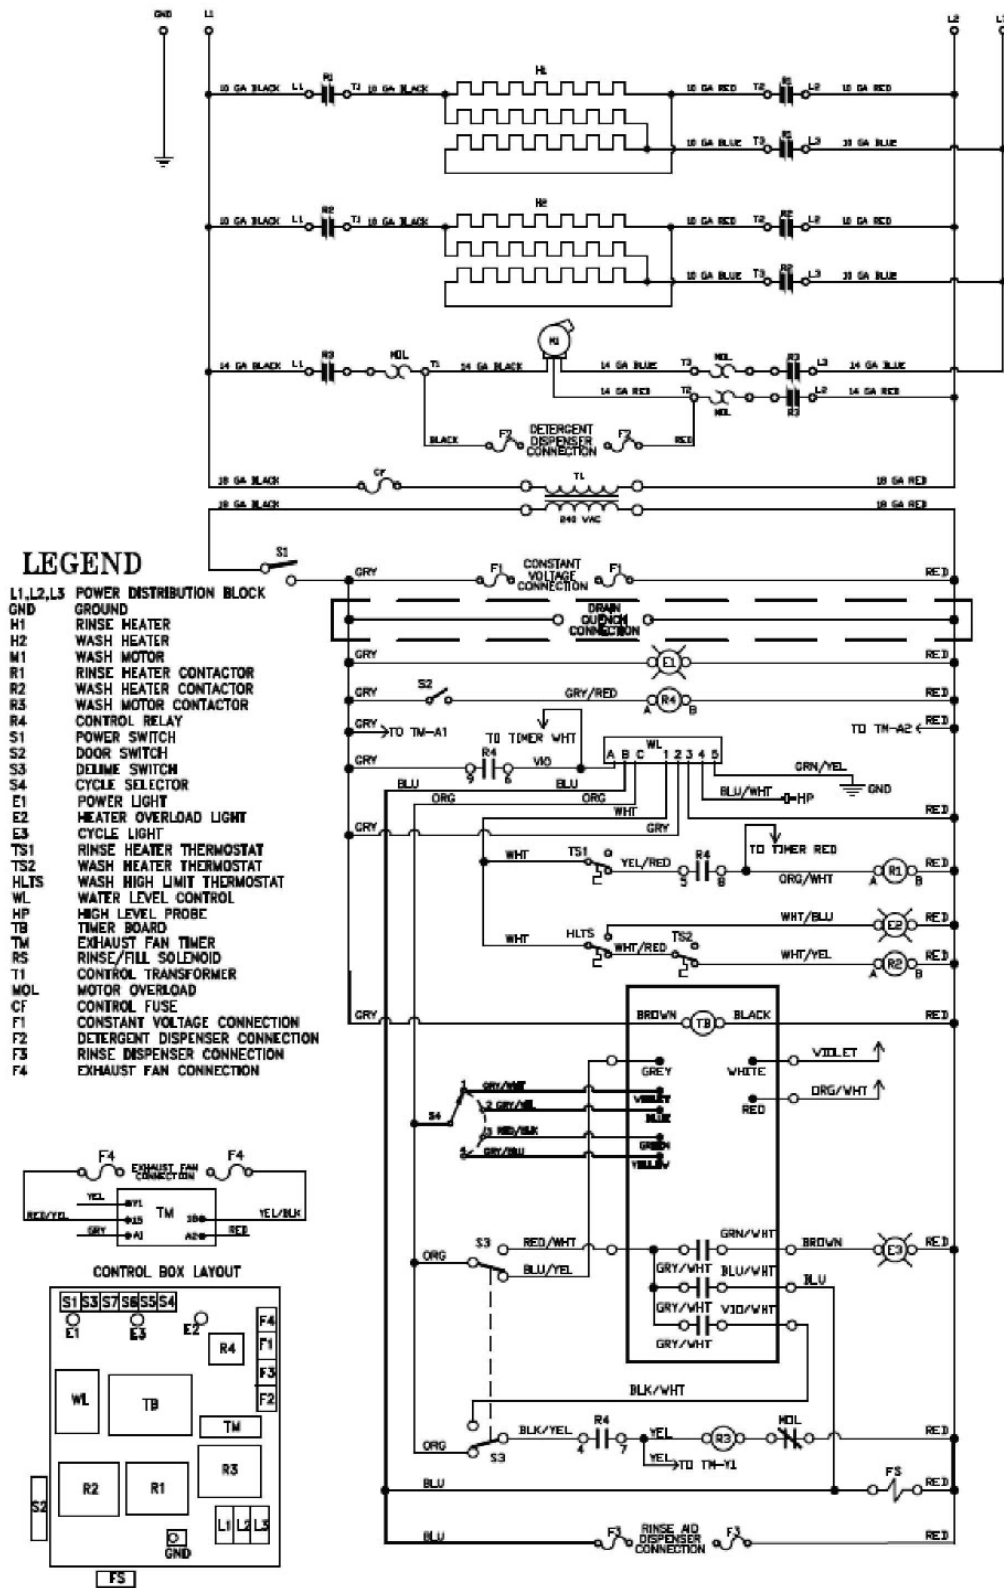 GND L1 L2 L3
H1
10 GA BLACK L1 R1 T1 10 GA BLACK 10 GA RED T2 R1 L2 10 GA RED
10 GA BLUE T3 R1 L3 10 GA BLUE
H2
10 GA BLACK L1 R2 T1 10 GA BLACK 10 GA RED T2 R2 L2 10 GA RED
10 GA BLUE T3 R2 L3 10 GA BLUE
M1
14 GA BLACK L1 R3 MOL T1 14 GA BLACK 14 GA BLUE T3 MOL R3 L3 14 GA BLUE
14 GA RED T2 MOL R3 L2 14 GA RED
BLACK F2 DETERGENT DISPENSER CONNECTION F2 RED
18 GA BLACK CF T1 18 GA RED
18 GA BLACK 240 VAC 18 GA RED
S1
GRY F1 CONSTANT VOLTAGE CONNECTION F1 RED
DRAIN QUENCH CONNECTION
GRY E1 RED
S2 GRY GRY/RED A R4 B RED
GRY TO TM-A1 TO TIMER WHT TO TM-A2 RED
WL
GRY 9 R4 6 VIO A B C 1 2 3 4 5 GRN/YEL GND
BLU BLU BLU/WHT HP
ORG ORG
WHT RED
GRY GRY
TO TIMER RED
WHT TS1 YEL/RED 5 R4 8 ORG/WHT A R1 B RED
WHT/BLU E2 RED
WHT HLTS WHT/RED TS2 WHT/YEL A R2 B RED
GRY BROWN TB BLACK RED
GREY WHITE VIOLET
RED ORG/WHT
S4
1 GRY/WHT VIOLET
2 GRY/YEL BLUE
3 RED/BLK GREEN
4 GRY/BLU YELLOW
ORG S3 RED/WHT GRN/WHT BROWN E3 RED
BLU/YEL GRY/WHT BLU/WHT BLU
GRY/WHT VIO/WHT
GRY/WHT
BLK/WHT
ORG S3 BLK/YEL 4 R4 7 YEL R3 MOL RED
YEL TO TM-Y1
BLU FS RED
BLU F3 RINSE AID DISPENSER CONNECTION F3 RED
LEGEND
L1,L2,L3 POWER DISTRIBUTION BLOCK
GND GROUND
H1 RINSE HEATER
H2 WASH HEATER
M1 WASH MOTOR
R1 RINSE HEATER CONTACTOR
R2 WASH HEATER CONTACTOR
R3 WASH MOTOR CONTACTOR
R4 CONTROL RELAY
S1 POWER SWITCH
S2 DOOR SWITCH
S3 DELIME SWITCH
S4 CYCLE SELECTOR
E1 POWER LIGHT
E2 HEATER OVERLOAD LIGHT
E3 CYCLE LIGHT
TS1 RINSE HEATER THERMOSTAT
TS2 WASH HEATER THERMOSTAT
HLTS WASH HIGH LIMIT THERMOSTAT
WL WATER LEVEL CONTROL
HP HIGH LEVEL PROBE
TB TIMER BOARD
TM EXHAUST FAN TIMER
RS RINSE/FILL SOLENOID
T1 CONTROL TRANSFORMER
MOL MOTOR OVERLOAD
CF CONTROL FUSE
F1 CONSTANT VOLTAGE CONNECTION
F2 DETERGENT DISPENSER CONNECTION
F3 RINSE DISPENSER CONNECTION
F4 EXHAUST FAN CONNECTION
F4 EXHAUST FAN CONNECTION F4
YEL Y1
RED/YEL 15 TM 18 YEL/BLK
GRY A1 A2 RED
CONTROL BOX LAYOUT
S1 S3 S7 S6 S5 S4
E1 E3 E2
F4
F1
F3
F2
R4
WL TB
TM
R2 R1 R3
S2
L1 L2 L3
GND
FS